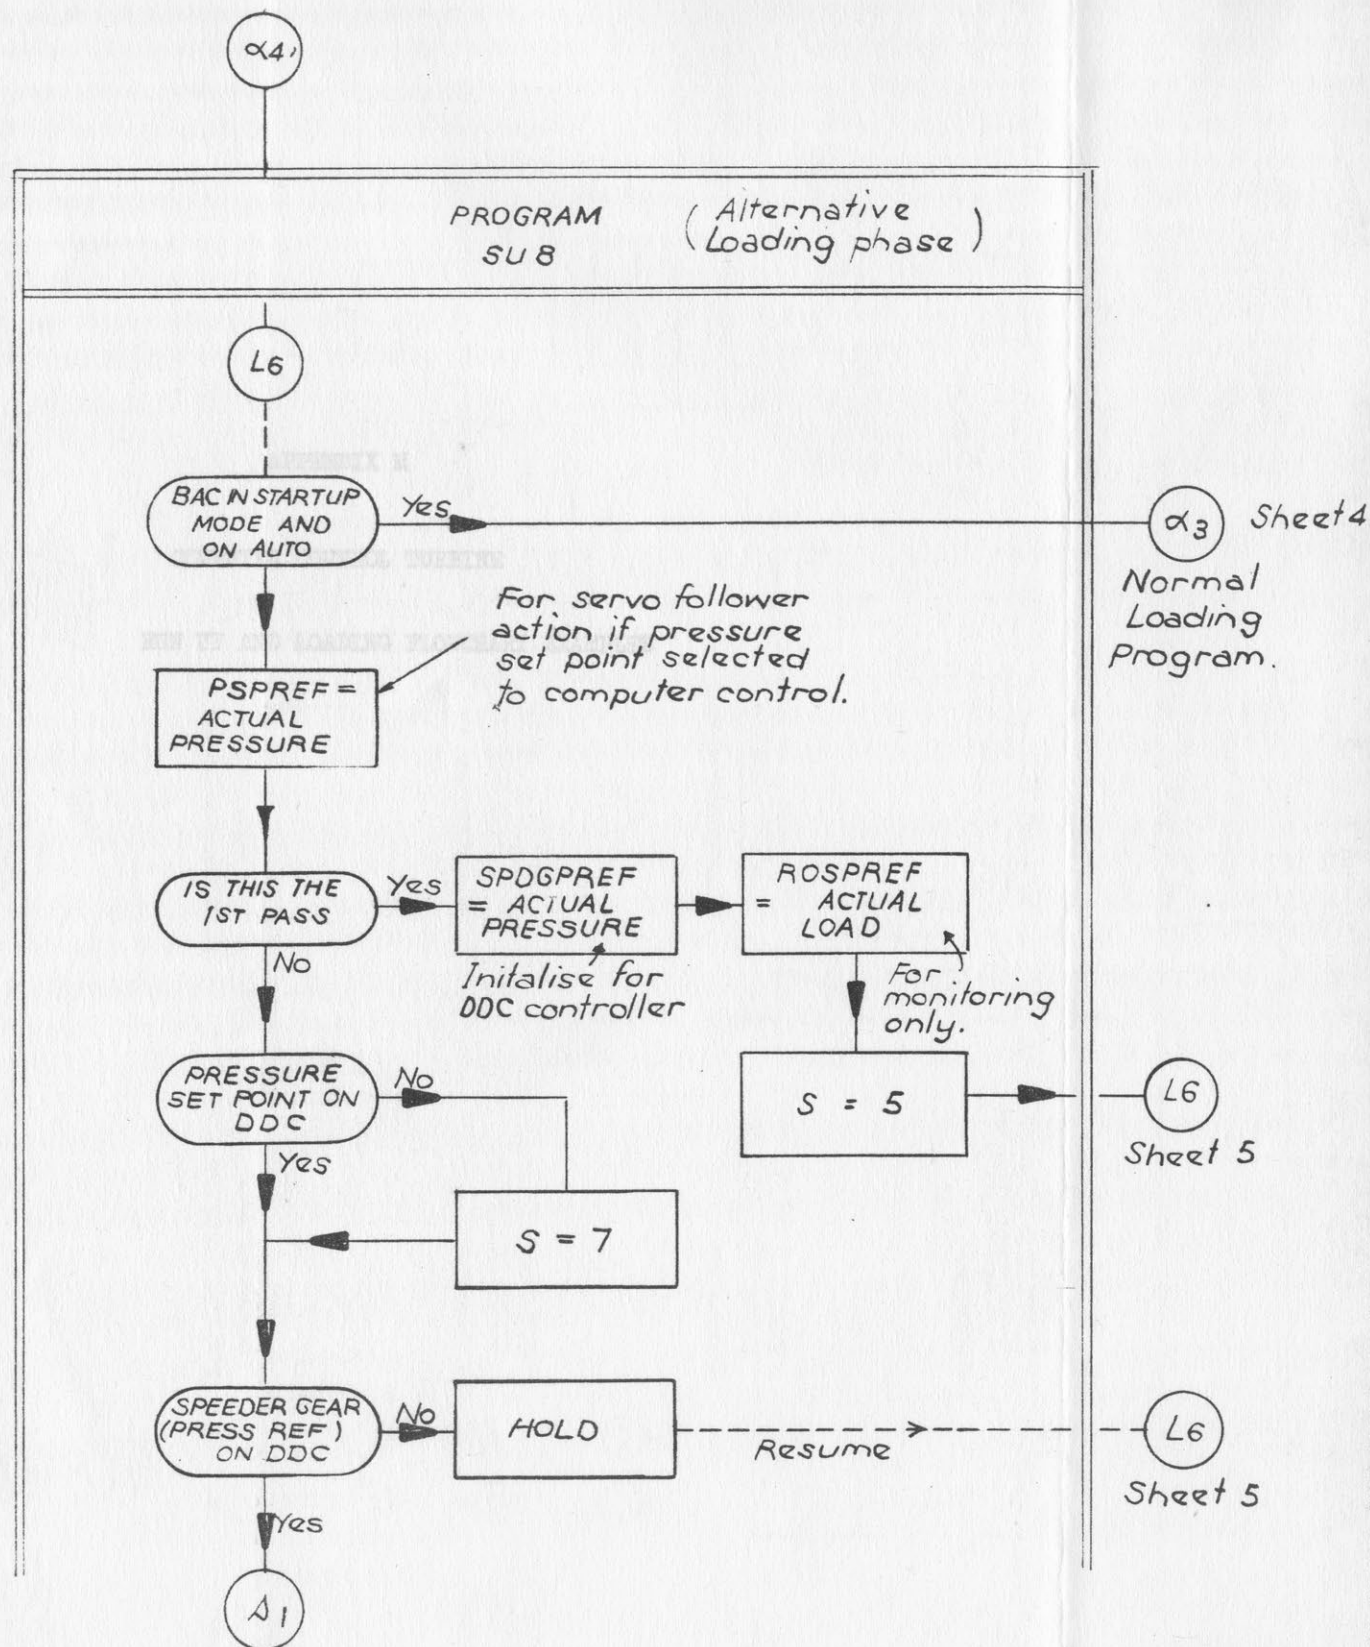 α4
PROGRAM
SU 8
( Alternative
Loading phase )
L6
BAC IN STARTUP
MODE AND
ON AUTO
Yes
α3
Sheet 4
Normal
Loading
Program.
For servo follower
action if pressure
set point selected
to computer control.
PSPREF =
ACTUAL
PRESSURE
IS THIS THE
1ST PASS
Yes
SPDGPREF
= ACTUAL
PRESSURE
ROSPREF
= ACTUAL
LOAD
No
Initalise for
DDC controller
For
monitoring
only.
PRESSURE
SET POINT ON
DDC
No
S = 5
L6
Sheet 5
Yes
S = 7
SPEEDER GEAR
(PRESS REF)
ON DDC
No
HOLD
Resume
L6
Sheet 5
Yes